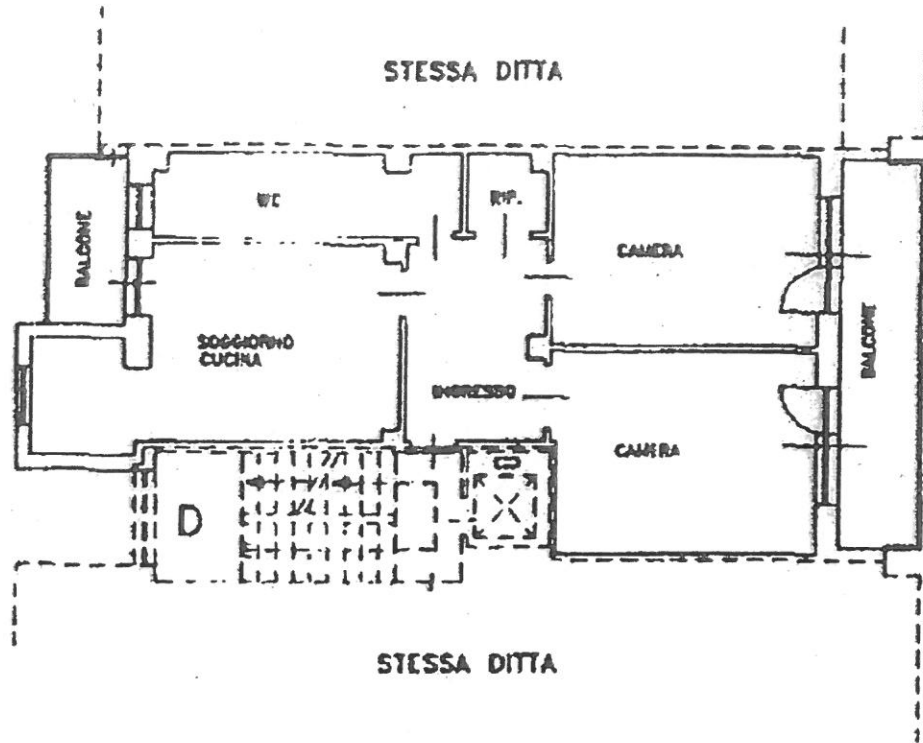 STESSA DITTA
WC
RIP.
BALCONE
CAMERA
SOGGIORNO
CUCINA
BALCONE
INGRESSO
CAMERA
D
STESSA DITTA